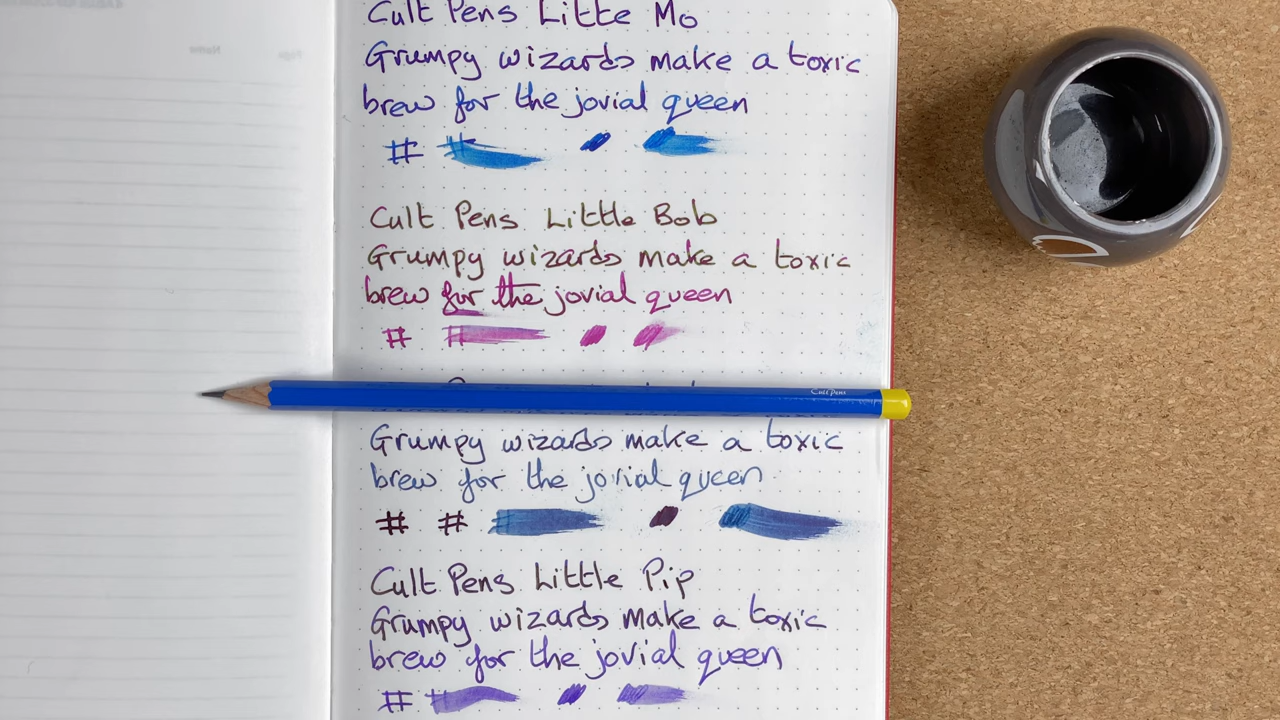 Cult Pens Litte Mo
Grumpy wizards make a toxic
brew for the jovial queen
# #
Cult Pens Little Bob
Grumpy wizards make a toxic
brew for the jovial queen
# #
Cult Pens
Grumpy wizards make a toxic
brew for the jovial queen
# #
Cult Pens Little Pip
Grumpy wizards make a toxic
brew for the jovial queen
# #